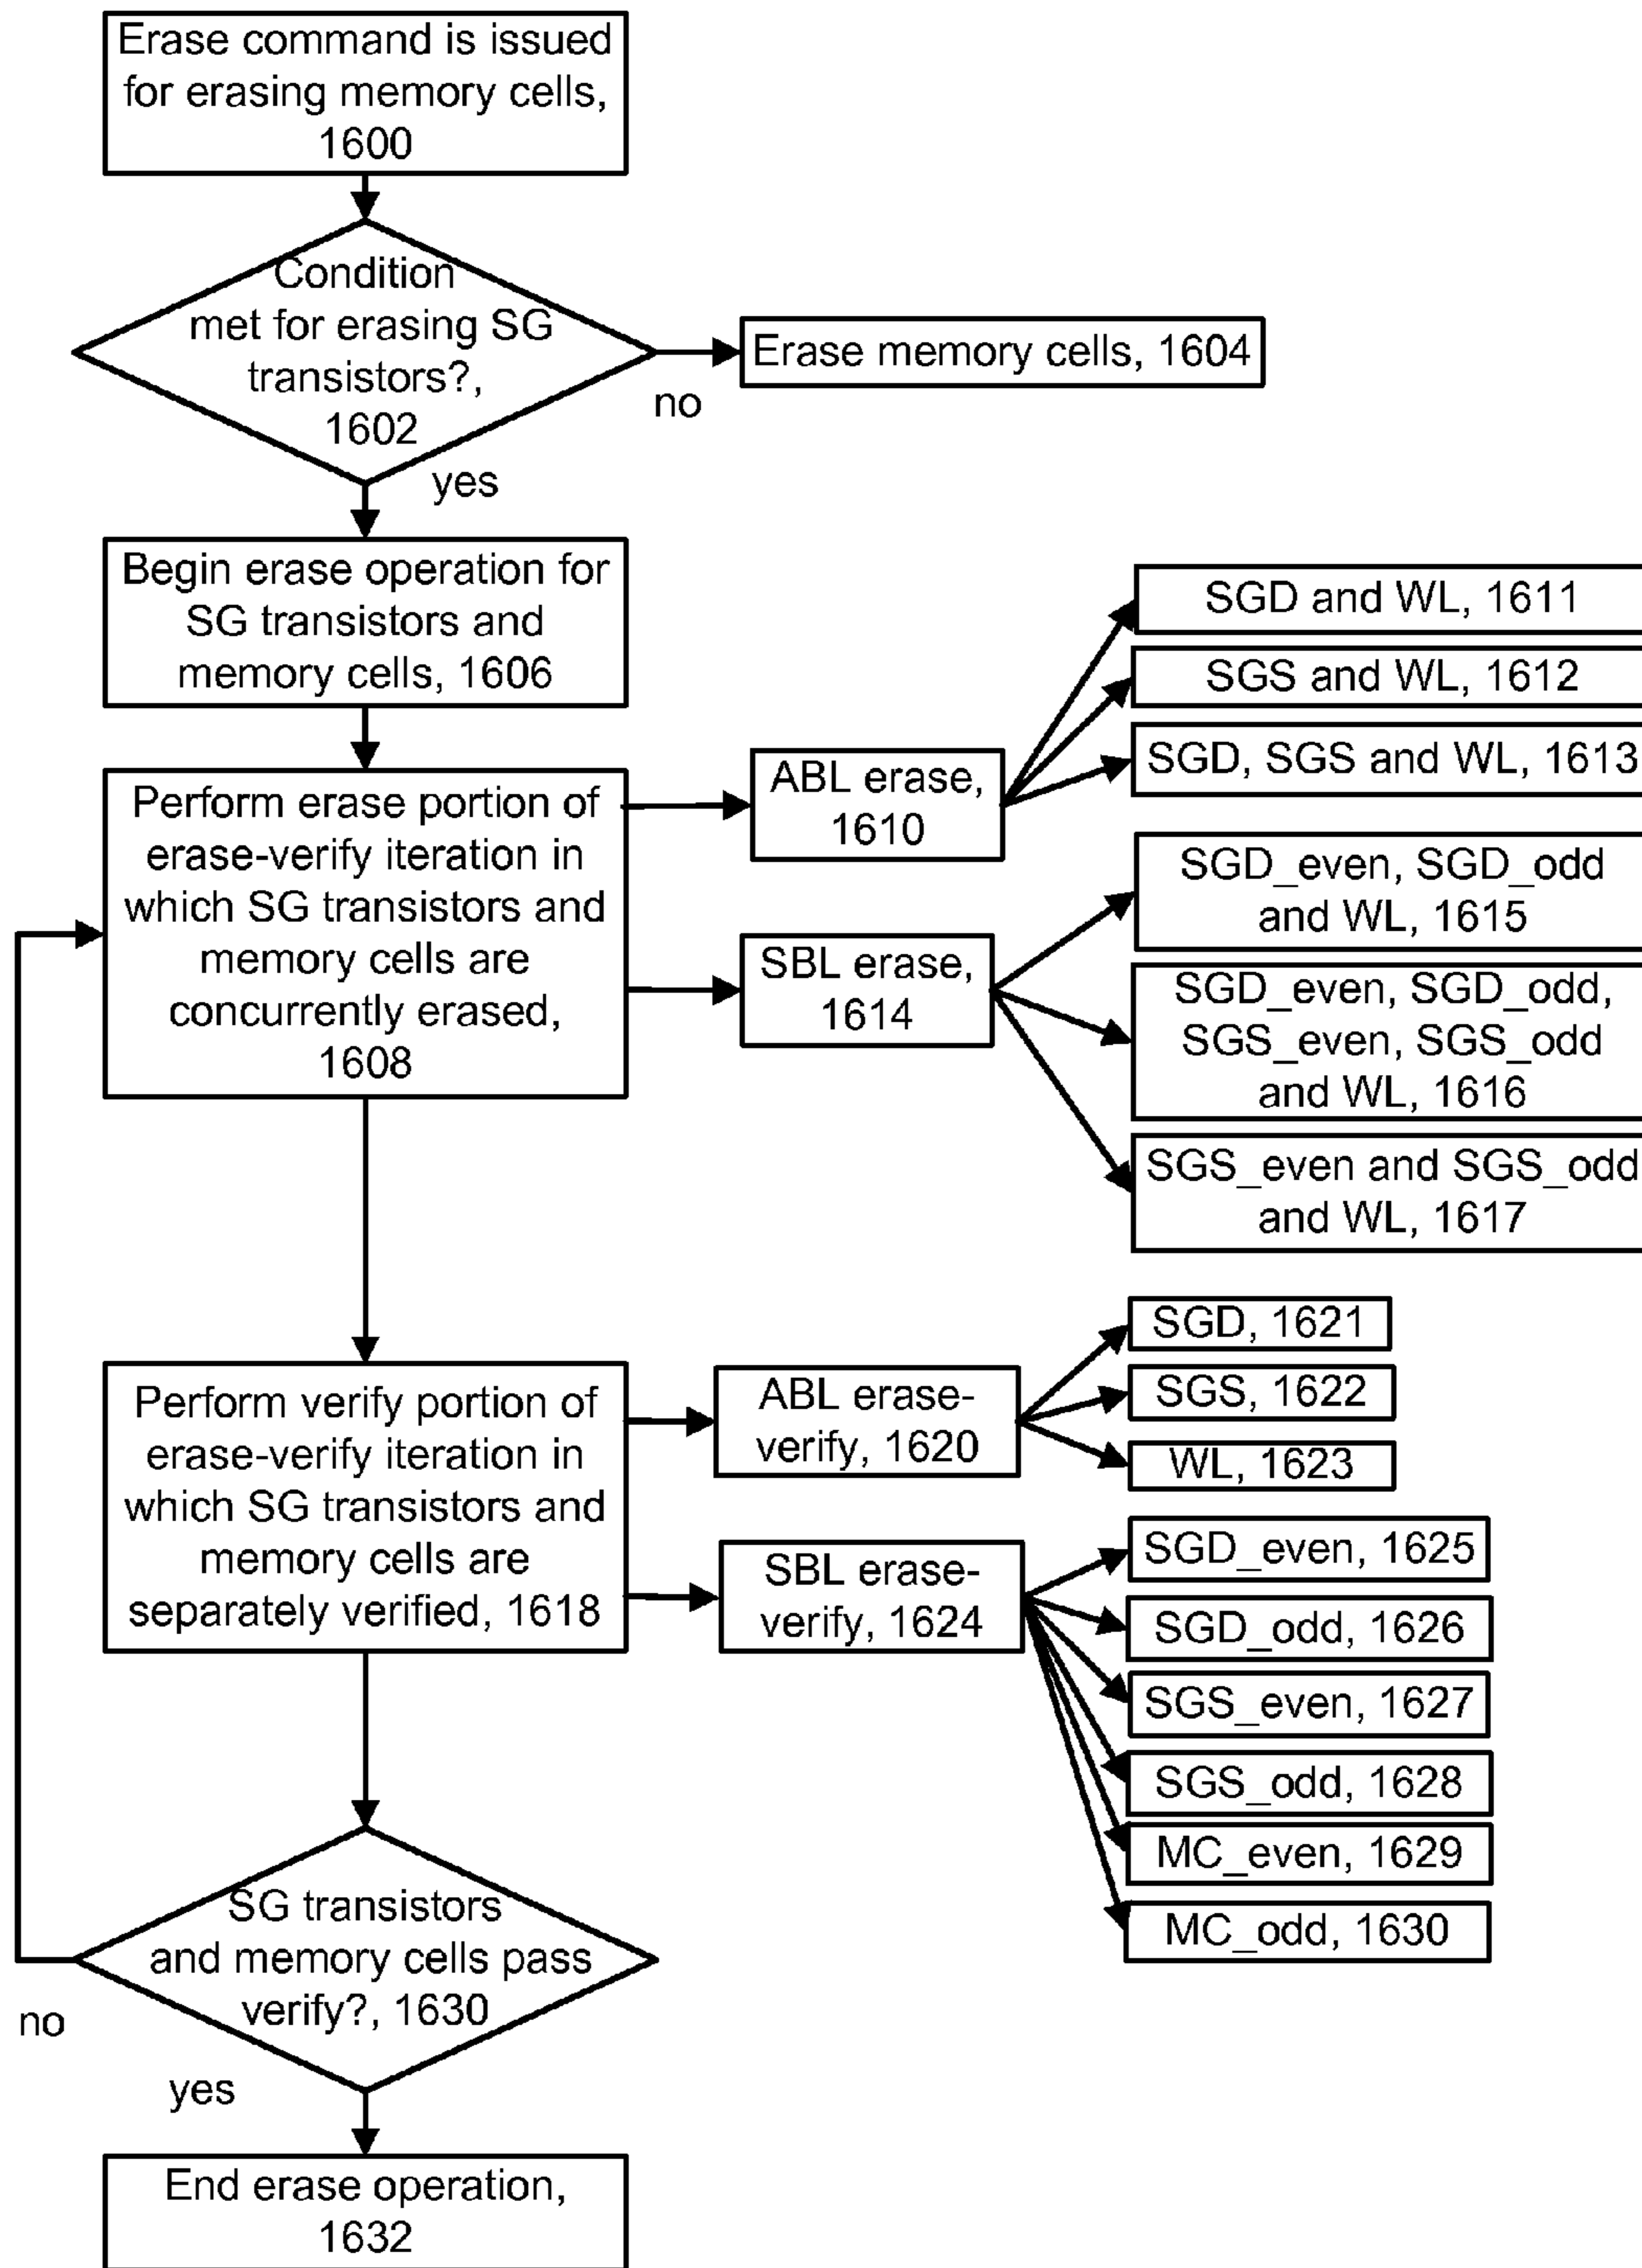 Erase command is issued
for erasing memory cells,
1600
Condition
met for erasing SG
transistors?,
1602
no
Erase memory cells, 1604
yes
Begin erase operation for
SG transistors and
memory cells, 1606
Perform erase portion of
erase-verify iteration in
which SG transistors and
memory cells are
concurrently erased,
1608
ABL erase,
1610
SGD and WL, 1611
SGS and WL, 1612
SGD, SGS and WL, 1613
SBL erase,
1614
SGD_even, SGD_odd
and WL, 1615
SGD_even, SGD_odd,
SGS_even, SGS_odd
and WL, 1616
SGS_even and SGS_odd
and WL, 1617
Perform verify portion of
erase-verify iteration in
which SG transistors and
memory cells are
separately verified, 1618
ABL erase-
verify, 1620
SGD, 1621
SGS, 1622
WL, 1623
SBL erase-
verify, 1624
SGD_even, 1625
SGD_odd, 1626
SGS_even, 1627
SGS_odd, 1628
MC_even, 1629
MC_odd, 1630
SG transistors
and memory cells pass
verify?, 1630
no
yes
End erase operation,
1632